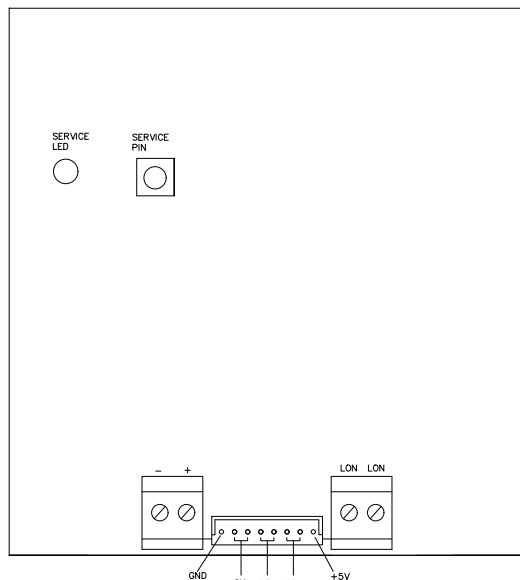 SERVICE
LED
SERVICE
PIN
- +
LON LON
GND
+5V